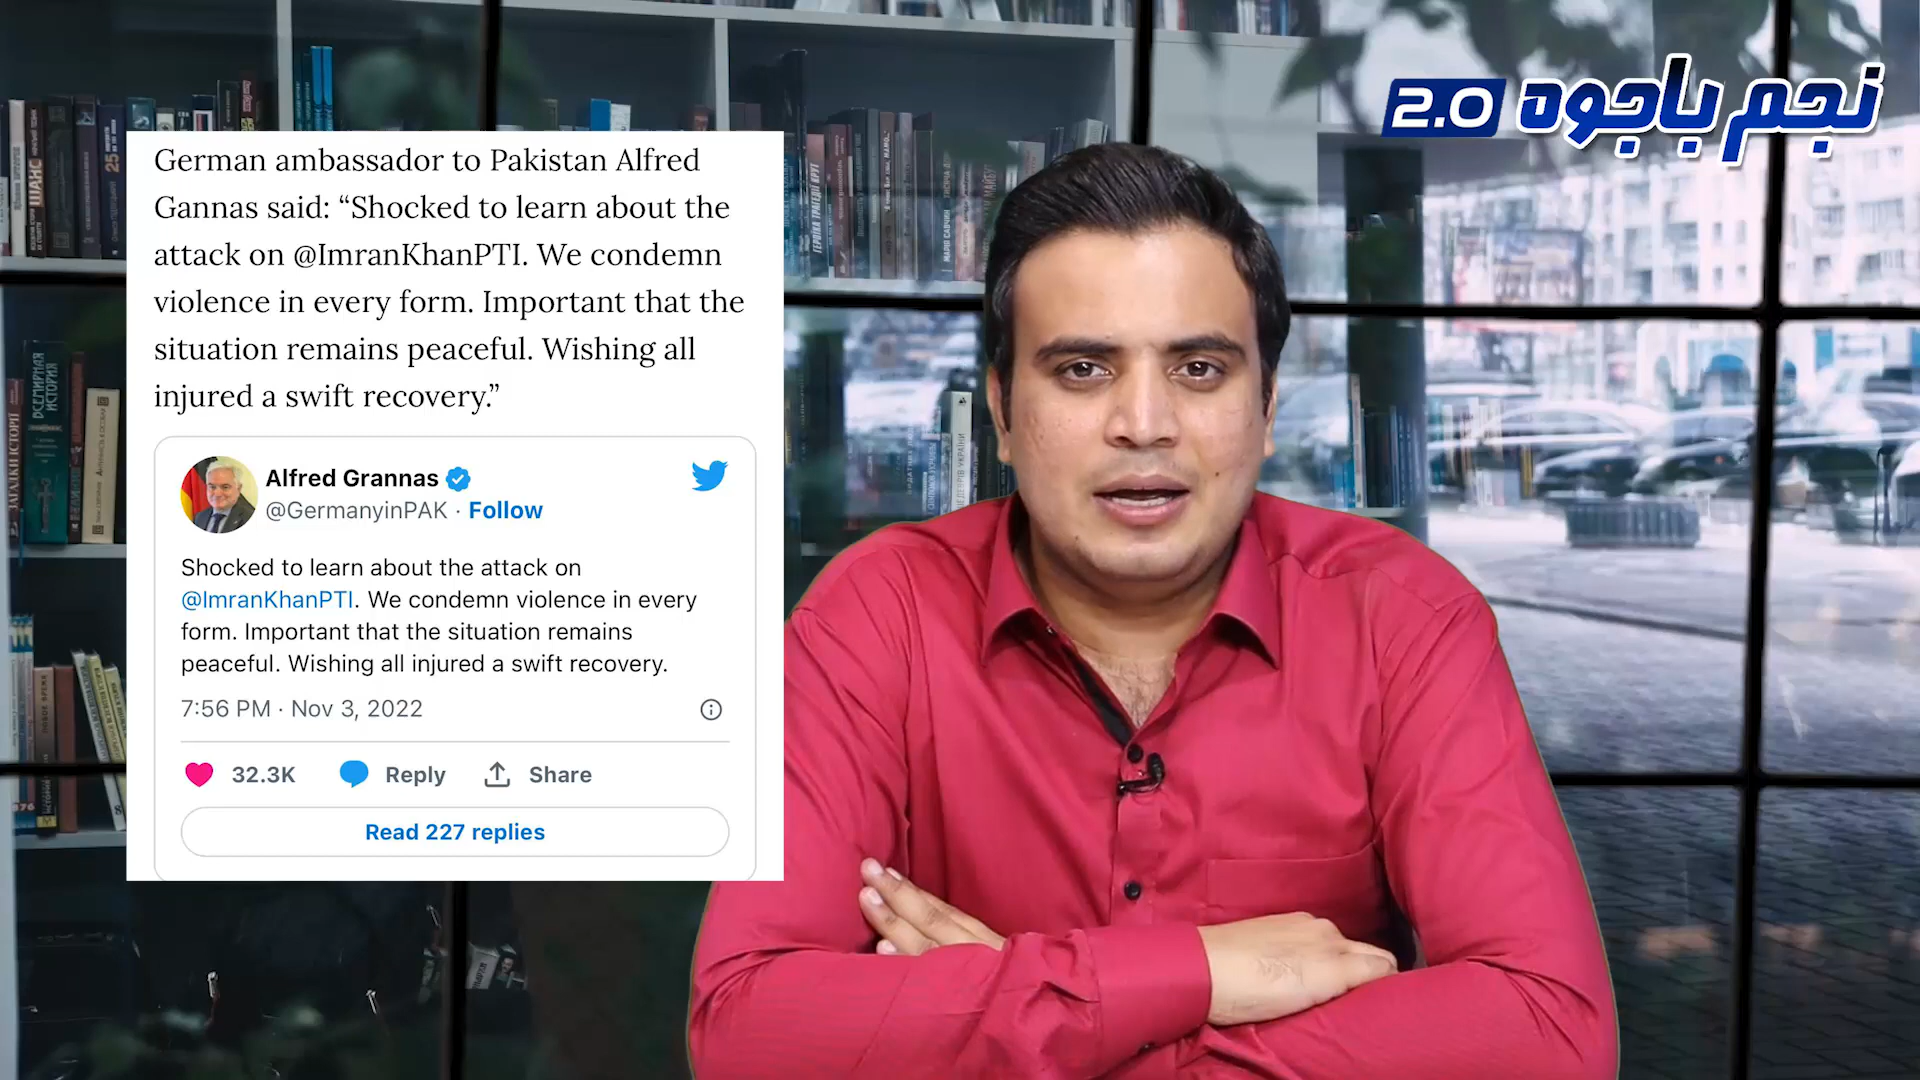 German ambassador to Pakistan Alfred
Gannas said: “Shocked to learn about the
attack on @ImranKhanPTI. We condemn
violence in every form. Important that the
situation remains peaceful. Wishing all
injured a swift recovery.”
Alfred Grannas
@GermanyinPAK · Follow
Shocked to learn about the attack on
@ImranKhanPTI. We condemn violence in every
form. Important that the situation remains
peaceful. Wishing all injured a swift recovery.
7:56 PM · Nov 3, 2022
32.3K Reply Share
Read 227 replies
نجم باجوہ 2.0
ВСЕМИРНАЯ
ИСТОРИЯ
25